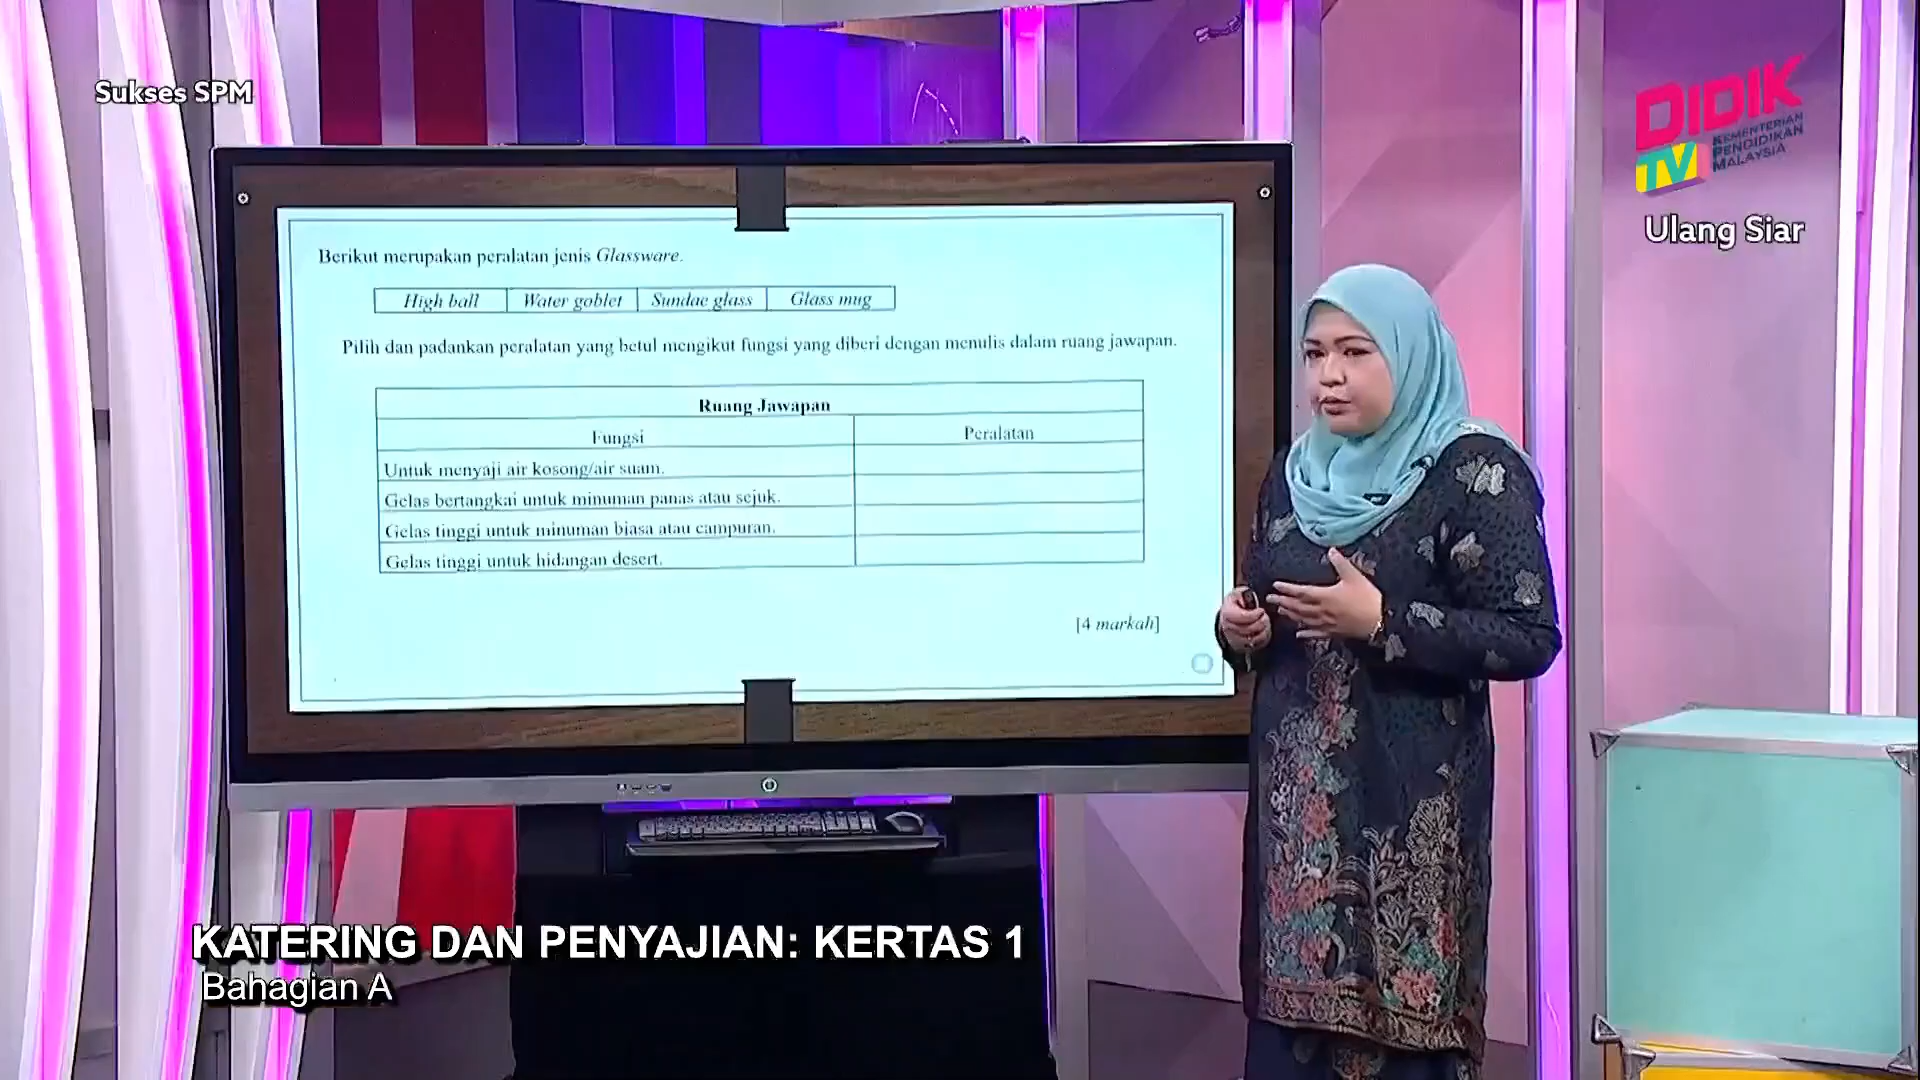 Sukses SPM
DIDIK
TV
KEMENTERIAN
PENDIDIKAN
MALAYSIA
Ulang Siar
Berikut merupakan peralatan jenis Glassware.
High ball
Water goblet
Sundae glass
Glass mug
Pilih dan padankan peralatan yang betul mengikut fungsi yang diberi dengan menulis dalam ruang jawapan.
Ruang Jawapan
Fungsi
Peralatan
Untuk menyaji air kosong/air suam.
Gelas bertangkai untuk minuman panas atau sejuk.
Gelas tinggi untuk minuman biasa atau campuran.
Gelas tinggi untuk hidangan desert.
[4 markah]
KATERING DAN PENYAJIAN: KERTAS 1
Bahagian A